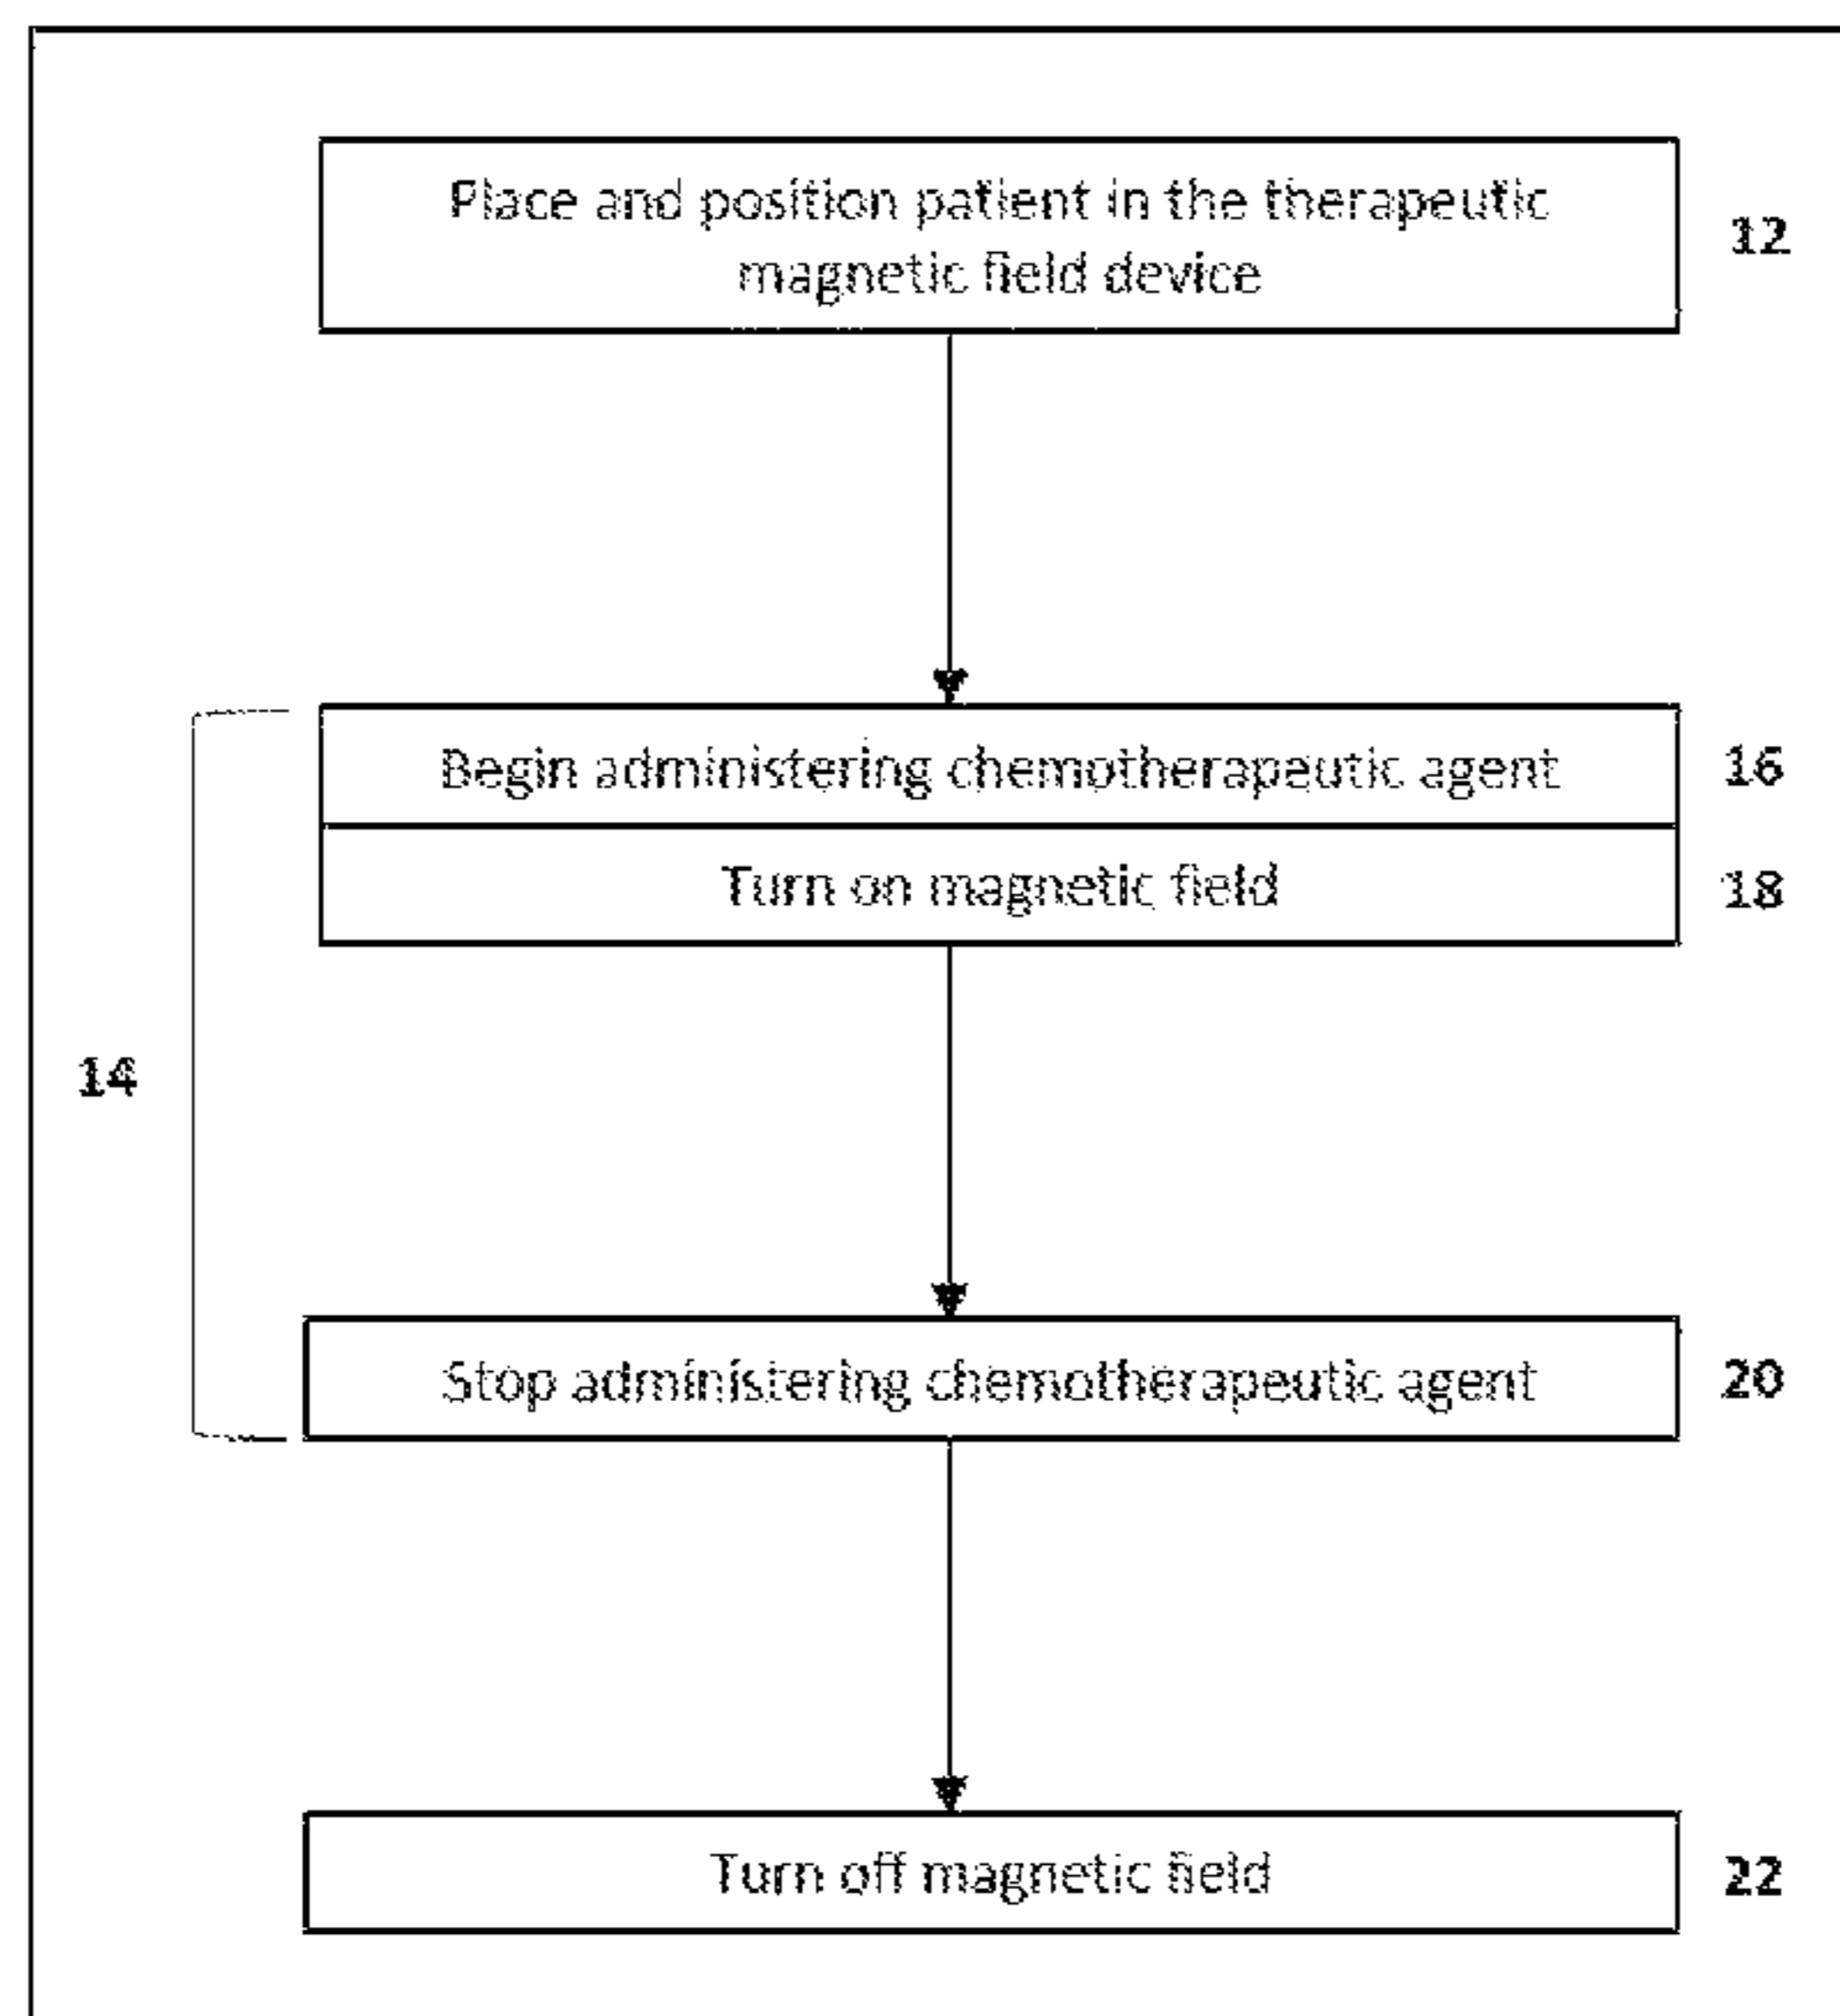 Place and position patient in the therapeutic
magnetic field device
12
Begin administering chemotherapeutic agent
16
Turn on magnetic field
18
14
Stop administering chemotherapeutic agent
20
Turn off magnetic field
22